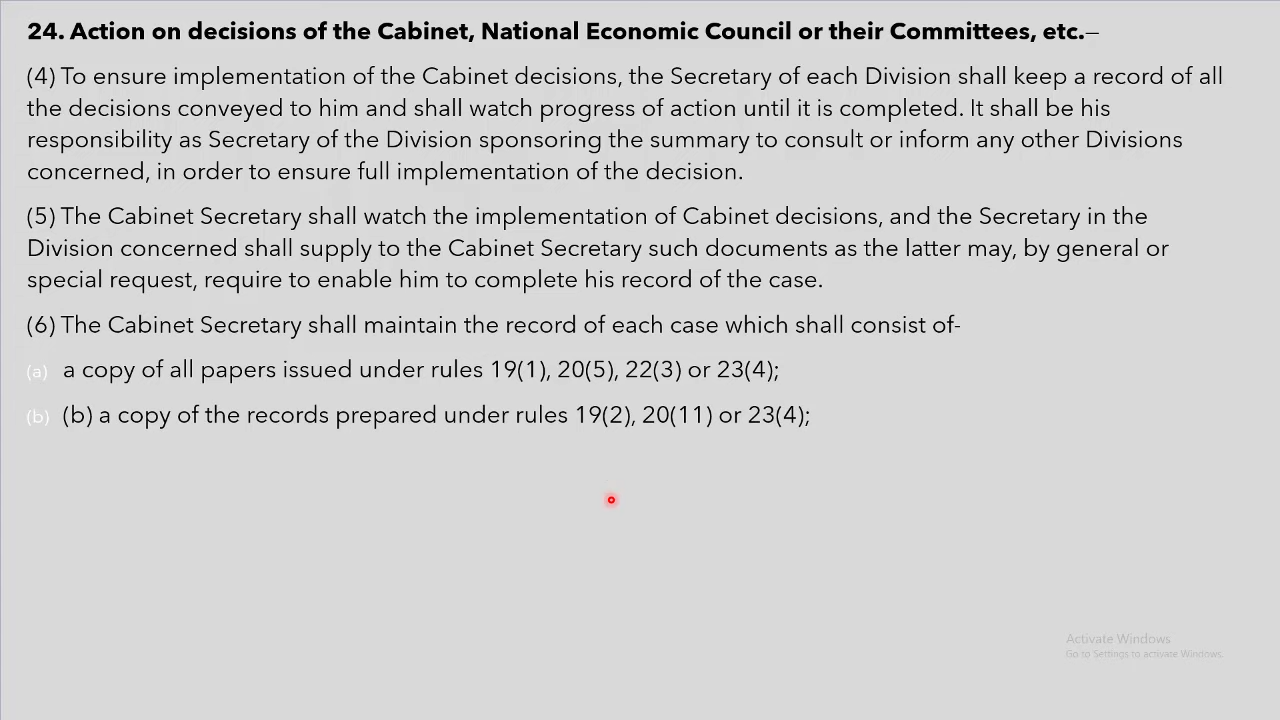 24. Action on decisions of the Cabinet, National Economic Council or their Committees, etc.—
(4) To ensure implementation of the Cabinet decisions, the Secretary of each Division shall keep a record of all
the decisions conveyed to him and shall watch progress of action until it is completed. It shall be his
responsibility as Secretary of the Division sponsoring the summary to consult or inform any other Divisions
concerned, in order to ensure full implementation of the decision.
(5) The Cabinet Secretary shall watch the implementation of Cabinet decisions, and the Secretary in the
Division concerned shall supply to the Cabinet Secretary such documents as the latter may, by general or
special request, require to enable him to complete his record of the case.
(6) The Cabinet Secretary shall maintain the record of each case which shall consist of-
(a) a copy of all papers issued under rules 19(1), 20(5), 22(3) or 23(4);
(b) (b) a copy of the records prepared under rules 19(2), 20(11) or 23(4);
Activate Windows
Go to Settings to activate Windows.